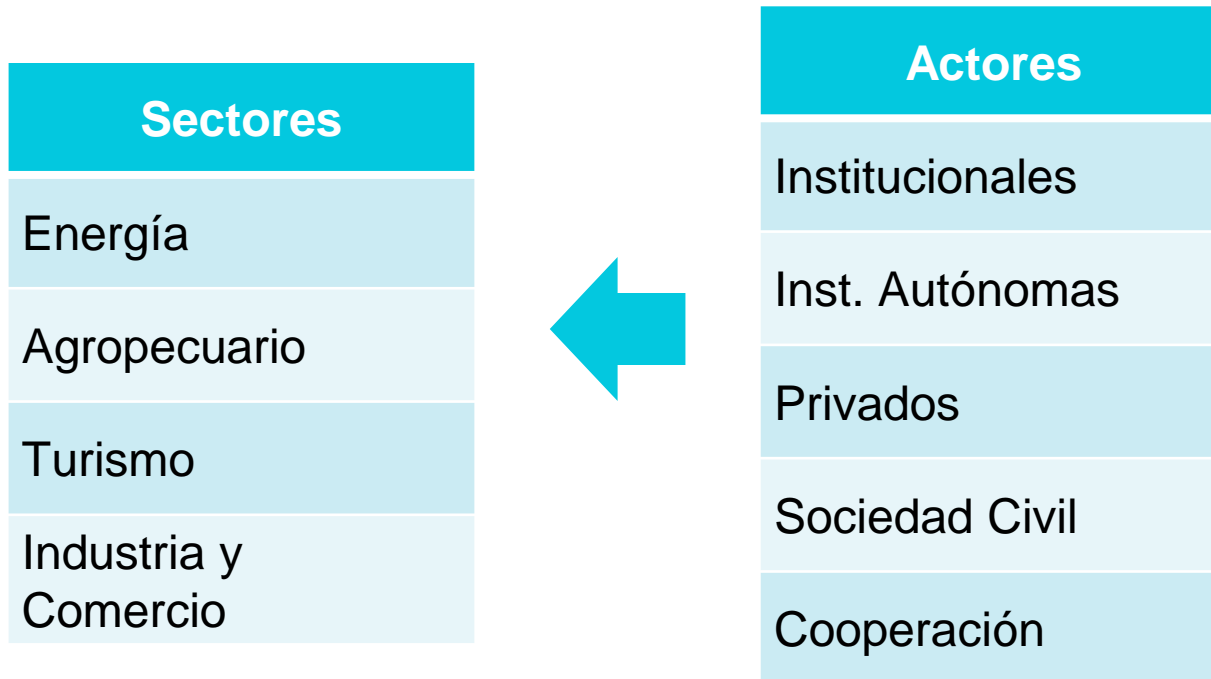 Sectores
Energía
Agropecuario
Turismo
Industria y
Comercio
Actores
Institucionales
Inst. Autónomas
Privados
Sociedad Civil
Cooperación